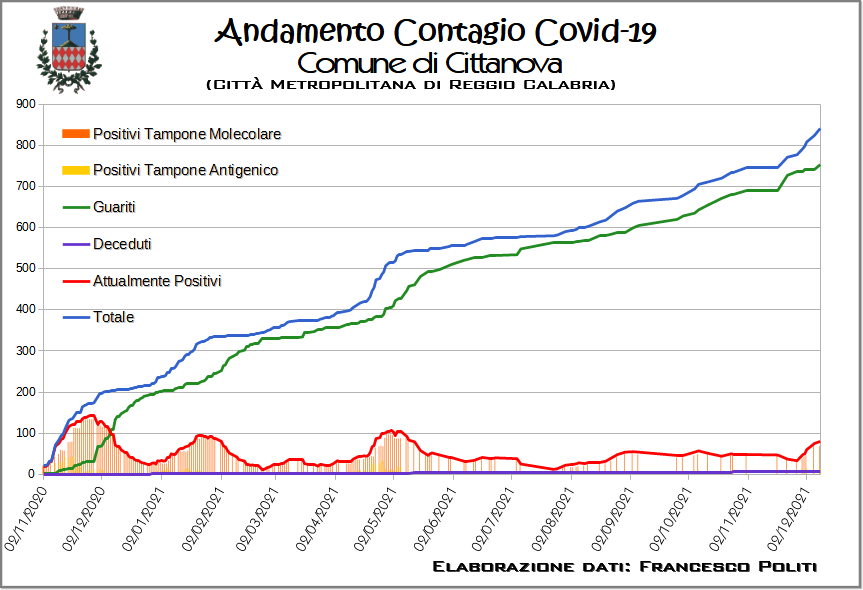 Andamento Contagio Covid-19
Comune di Cittanova
(Città Metropolitana di Reggio Calabria)
900
800
700
600
500
400
300
200
100
0
Positivi Tampone Molecolare
Positivi Tampone Antigenico
Guariti
Deceduti
Attualmente Positivi
Totale
02/11/2020
02/12/2020
02/01/2021
02/02/2021
02/03/2021
02/04/2021
02/05/2021
02/06/2021
02/07/2021
02/08/2021
02/09/2021
02/10/2021
02/11/2021
02/12/2021
Elaborazione dati: Francesco Politi